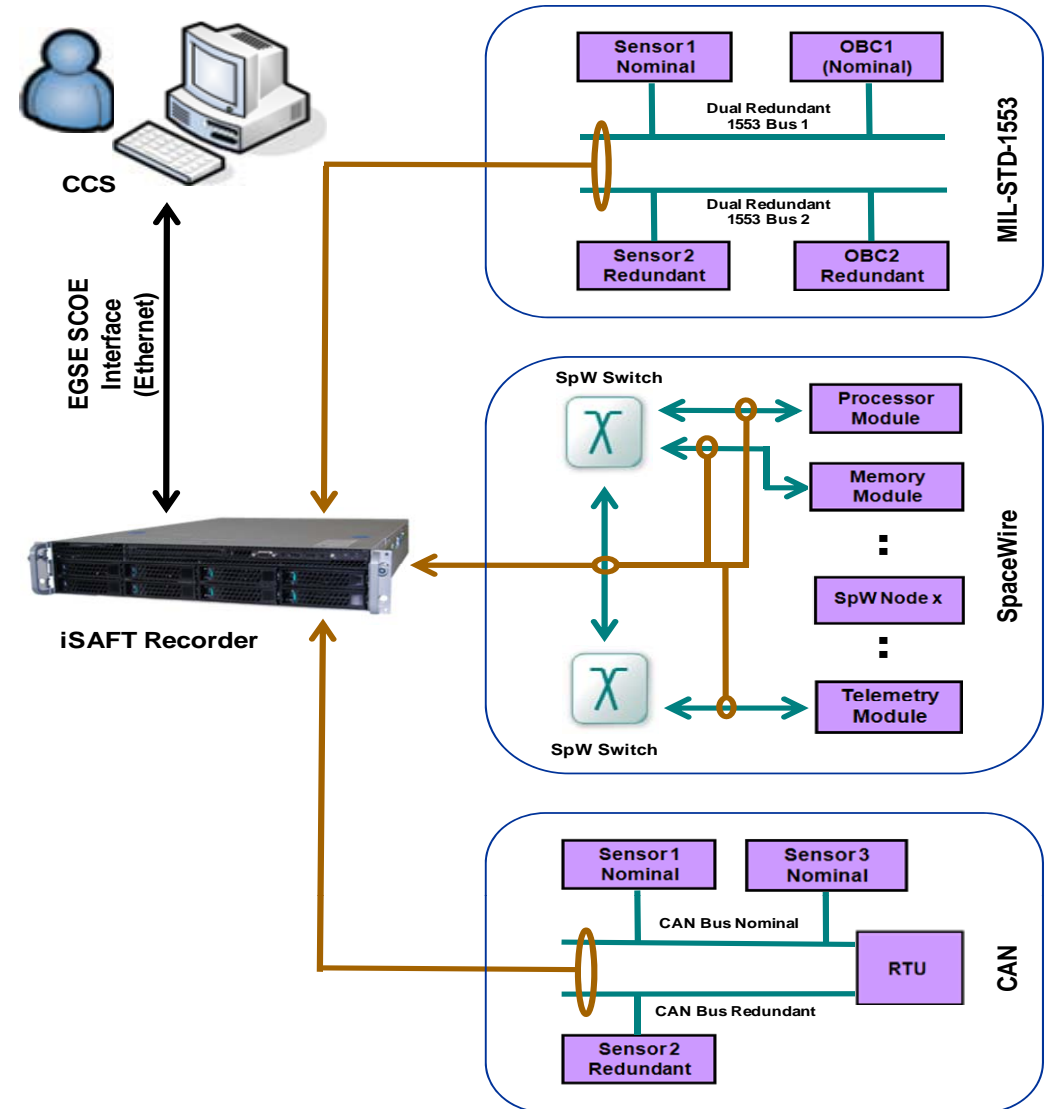 CCS
EGSE SCOE
Interface
(Ethernet)
iSAFT Recorder
Sensor1
Nominal
OBC1
(Nominal)
Dual Redundant
1553 Bus 1
Dual Redundant
1553 Bus 2
Sensor2
Redundant
OBC2
Redundant
MIL-STD-1553
SpW Switch
Processor
Module
Memory
Module
:
SpW Node x
:
Telemetry
Module
SpW Switch
SpaceWire
Sensor1
Nominal
Sensor3
Nominal
CAN Bus Nominal
RTU
CAN Bus Redundant
Sensor2
Redundant
CAN